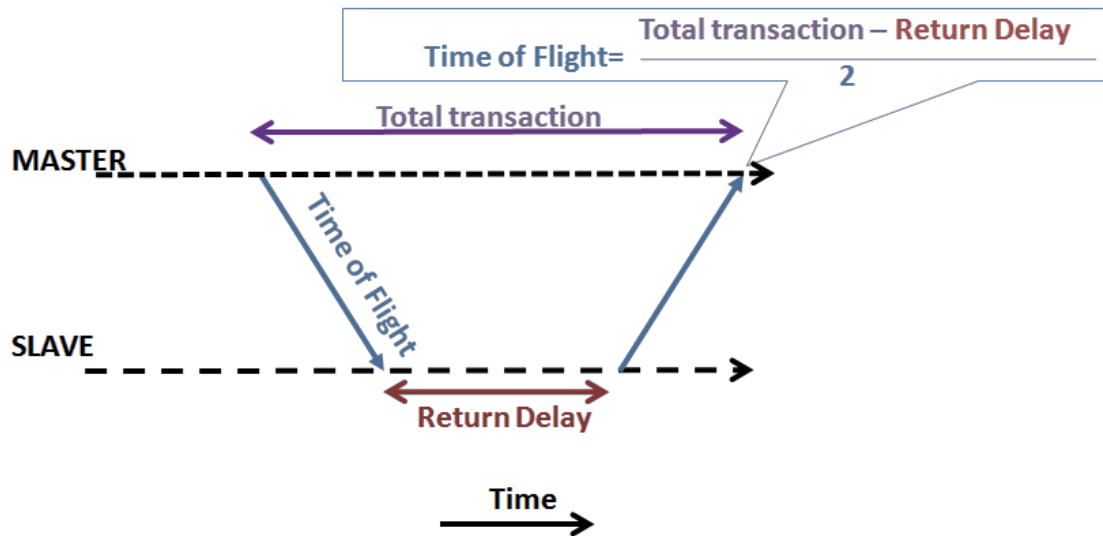 Total transaction – Return Delay
Time of Flight=
2
Total transaction
MASTER
Time of Flight
SLAVE
Return Delay
Time